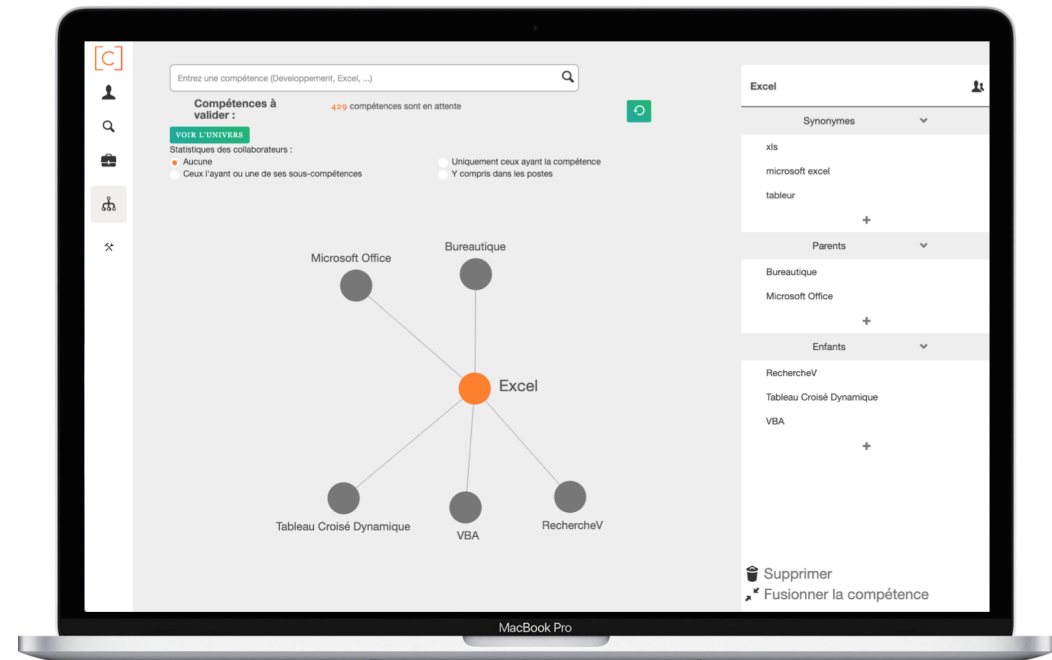 [C]
Entrez une compétence (Developpement, Excel, ...)
Compétences à
valider :
429 compétences sont en attente
VOIR L'UNIVERS
Statistiques des collaborateurs :
Aucune
Uniquement ceux ayant la compétence
Ceux l'ayant ou une de ses sous-compétences
Y compris dans les postes
Microsoft Office
Bureautique
Excel
Tableau Croisé Dynamique
VBA
RechercheV
Excel
Synonymes
xls
microsoft excel
tableur
+
Parents
Bureautique
Microsoft Office
+
Enfants
RechercheV
Tableau Croisé Dynamique
VBA
+
Supprimer
Fusionner la compétence
MacBook Pro